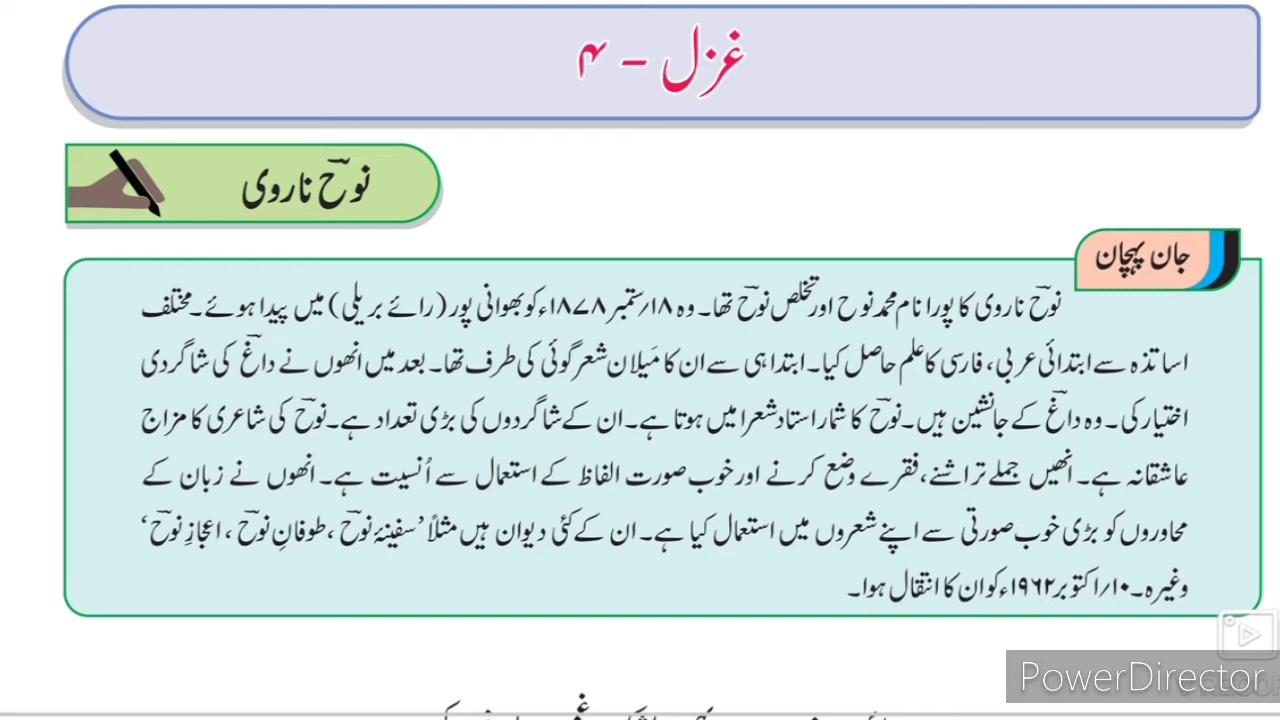 غزل - ۴
نوحؔ ناروی
جان پہچان
نوحؔ ناروی کا پورا نام محمد نوح اور تخلص نوحؔ تھا۔ وہ ۱۸؍ستمبر ۱۸۷۸ء کو بھوانی پور (رائے بریلی) میں پیدا ہوئے۔ مختلف
اساتذہ سے ابتدائی عربی، فارسی کا علم حاصل کیا۔ ابتدا ہی سے ان کا مَیلان شعر گوئی کی طرف تھا۔ بعد میں انھوں نے داغؔ کی شاگردی
اختیار کی۔ وہ داغؔ کے جانشین ہیں۔ نوحؔ کا شمار استاد شعرا میں ہوتا ہے۔ ان کے شاگردوں کی بڑی تعداد ہے۔ نوحؔ کی شاعری کا مزاج
عاشقانہ ہے۔ انھیں جملے تراشنے، فقرے وضع کرنے اور خوب صورت الفاظ کے استعمال سے اُنسیت ہے۔ انھوں نے زبان کے
محاوروں کو بڑی خوب صورتی سے اپنے شعروں میں استعمال کیا ہے۔ ان کے کئی دیوان ہیں مثلاً ’سفینۂ نوحؔ، طوفانِ نوحؔ، اعجازِ نوحؔ‘
وغیرہ۔ ۱۰؍اکتوبر ۱۹۶۲ء کو ان کا انتقال ہوا۔
PowerDirector